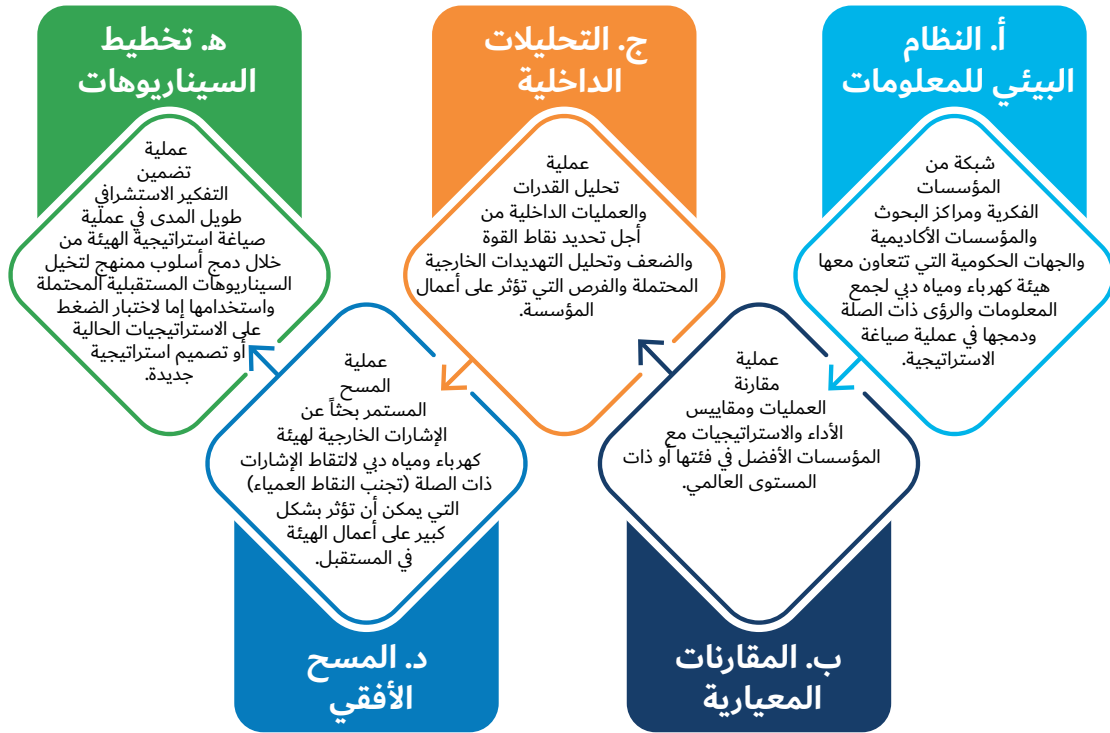 أ. النظام
البيئي للمعلومات
شبكة من
المؤسسات
الفكرية ومراكز البحوث
والمؤسسات الأكاديمية
والجهات الحكومية التي تتعاون معها
هيئة كهرباء ومياه دبي لجمع
المعلومات والرؤى ذات الصلة
ودمجها في عملية صياغة
الاستراتيجية.
عملية
مقارنة
العمليات ومقاييس
الأداء والاستراتيجيات مع
المؤسسات الأفضل في فئتها أو ذات
المستوى العالمي.
ب. المقارنات
المعيارية
ج. التحليلات
الداخلية
عملية
تحليل القدرات
والعمليات الداخلية من
أجل تحديد نقاط القوة
والضعف وتحليل التهديدات الخارجية
المحتملة والفرص التي تؤثر على أعمال
المؤسسة.
عملية
المسح
المستمر بحثاً عن
الإشارات الخارجية لهيئة
كهرباء ومياه دبي لالتقاط الإشارات
ذات الصلة (تجنب النقاط العمياء)
التي يمكن أن تؤثر بشكل
كبير على أعمال الهيئة
في المستقبل.
د. المسح
الأفقي
هـ. تخطيط
السيناريوهات
عملية
تضمين
التفكير الاستشرافي
طويل المدى في عملية
صياغة استراتيجية الهيئة من
خلال دمج أسلوب ممنهج لتخيل
السيناريوهات المستقبلية المحتملة
واستخدامها إما لاختبار الضغط
على الاستراتيجيات الحالية
أو تصميم استراتيجية
جديدة.